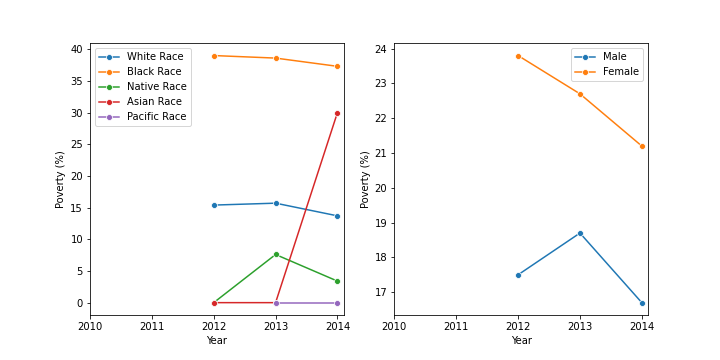 White Race
Black Race
Native Race
Asian Race
Pacific Race
40
35
30
25
20
15
10
5
0
Poverty (%)
2010 2011 2012 2013 2014
Year
Male
Female
24
23
22
21
20
19
18
17
Poverty (%)
2010 2011 2012 2013 2014
Year